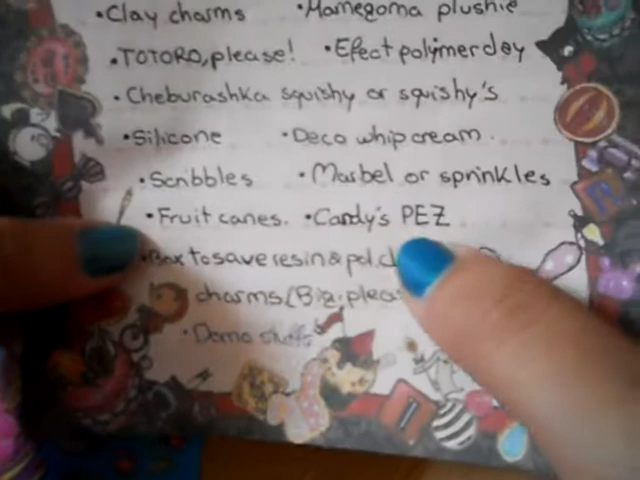 •Clay charms •Mamegoma plushie
•TOTORO, please! •Efect polymer clay
•Cheburashka squishy or squishy's
•Silicone •Deco whip cream.
•Scribbles •Marbel or sprinkles
•Fruit canes. •Candy's PEZ
•Box to save resin & pol.
charms (Big, pleas
•Domo stuffs